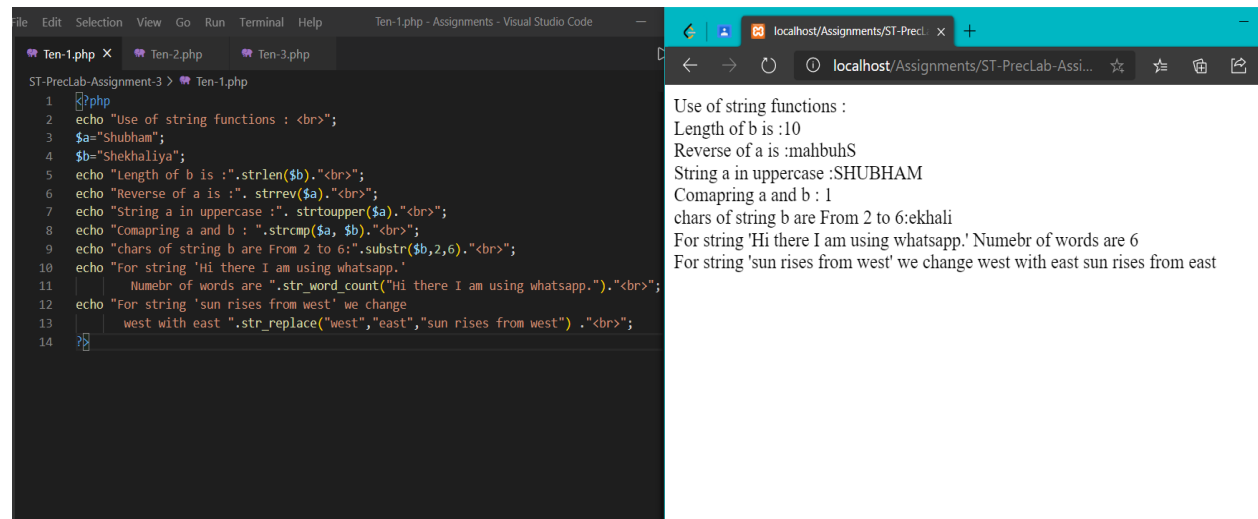 File Edit Selection View Go Run Terminal Help Ten-1.php - Assignments - Visual Studio Code
Ten-1.php Ten-2.php Ten-3.php
ST-PrecLab-Assignment-3 > Ten-1.php
1 <?php
2 echo "Use of string functions : <br>";
3 $a="Shubham";
4 $b="Shekhaliya";
5 echo "Length of b is :".strlen($b)."<br>";
6 echo "Reverse of a is :". strrev($a)."<br>";
7 echo "String a in uppercase :". strtoupper($a)."<br>";
8 echo "Comapring a and b : ".strcmp($a, $b)."<br>";
9 echo "chars of string b are From 2 to 6:".substr($b,2,6)."<br>";
10 echo "For string 'Hi there I am using whatsapp.'
11 Numebr of words are ".str_word_count("Hi there I am using whatsapp.")."<br>";
12 echo "For string 'sun rises from west' we change
13 west with east ".str_replace("west","east","sun rises from west") ."<br>";
14 ?>
localhost/Assignments/ST-PrecL
localhost/Assignments/ST-PrecLab-Assi...
Use of string functions :
Length of b is :10
Reverse of a is :mahbuhS
String a in uppercase :SHUBHAM
Comapring a and b : 1
chars of string b are From 2 to 6:ekhali
For string 'Hi there I am using whatsapp.' Numebr of words are 6
For string 'sun rises from west' we change west with east sun rises from east